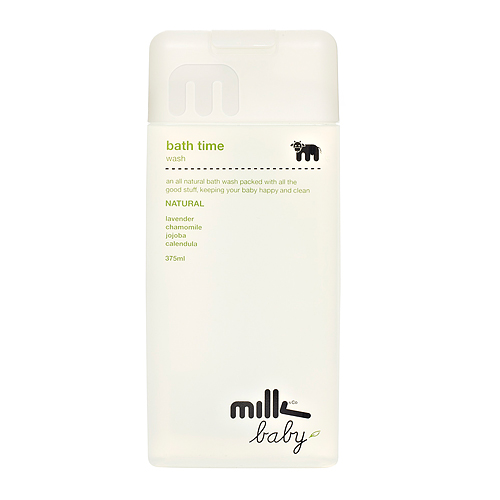 m
bath time
wash
an all natural bath wash packed with all the
good stuff, keeping your baby happy and clean
NATURAL
lavender
chamomile
jojoba
calendula
375ml
milk &Co
baby